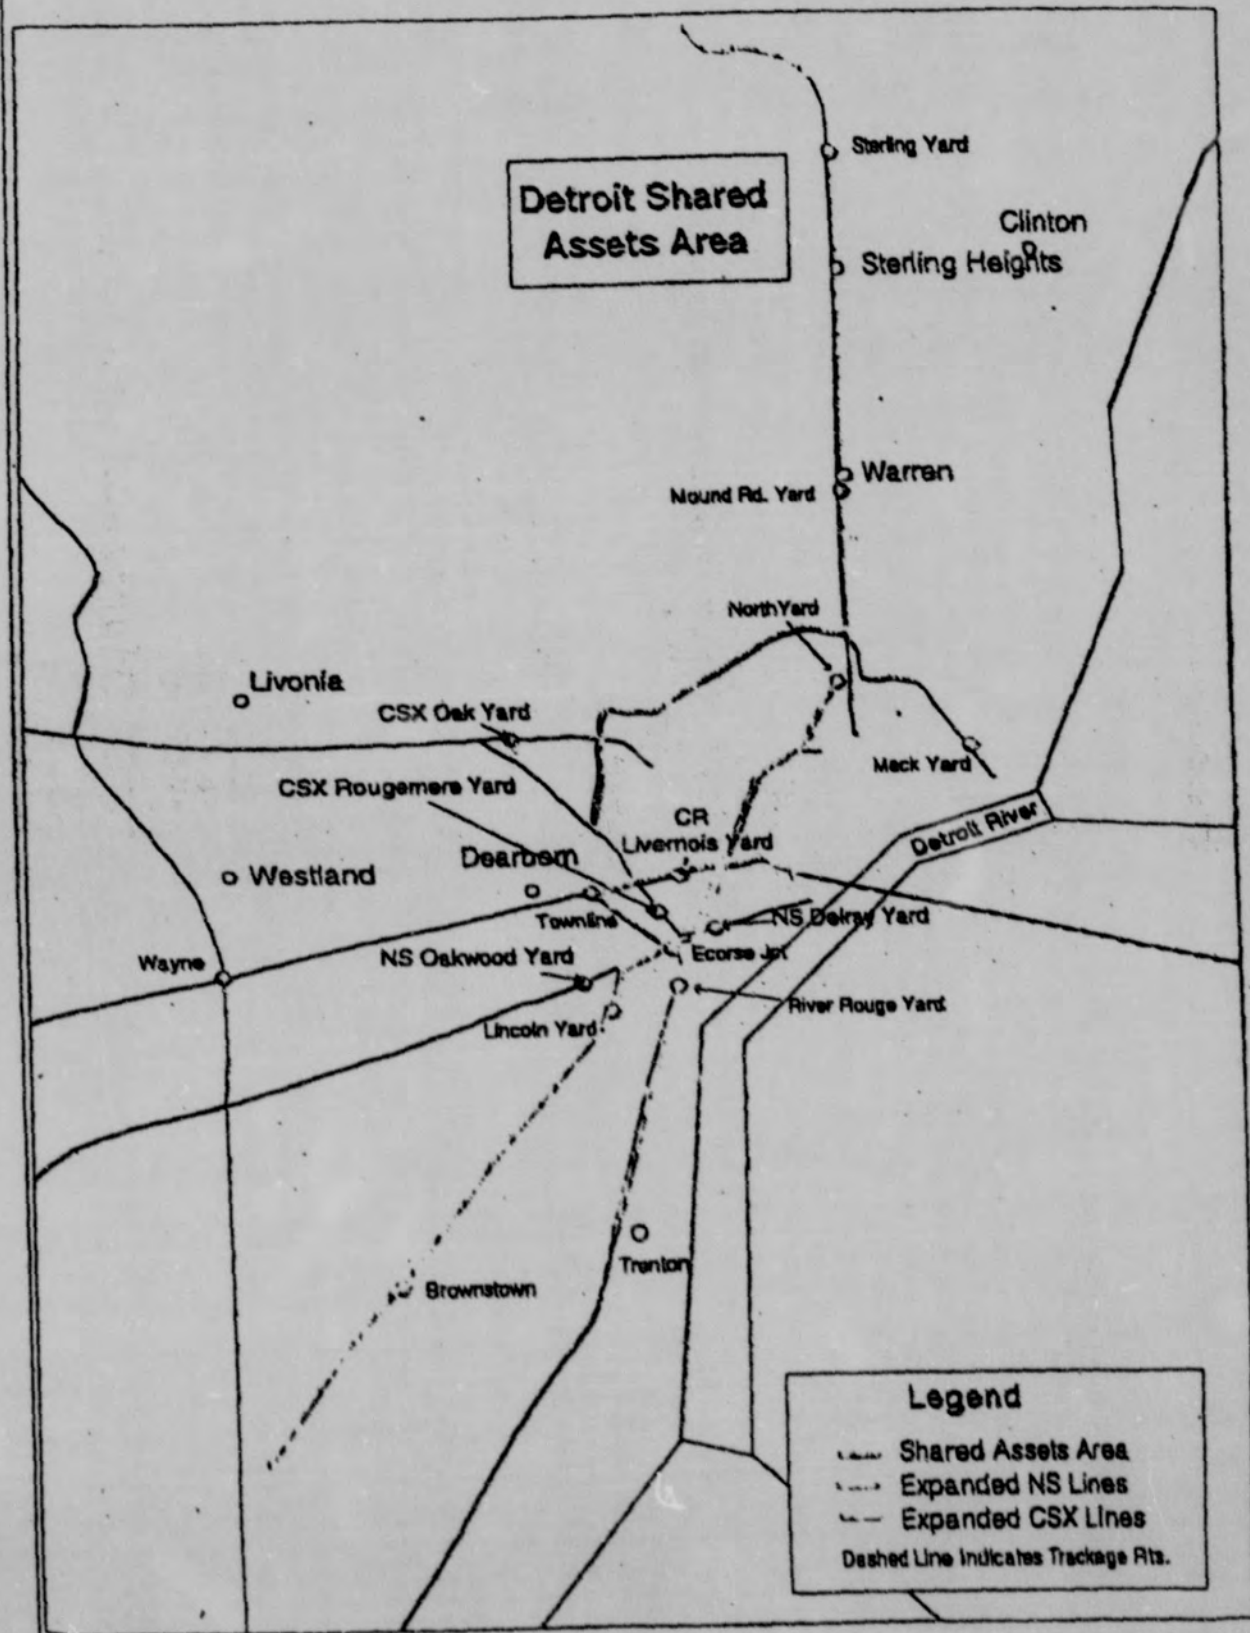 Sterling Yard
Detroit Shared
Assets Area
Clinton
Sterling Heights
Warren
Mound Rd. Yard
North Yard
Livonia
CSX Oak Yard
Mack Yard
CSX Rougemere Yard
CR
Livernois Yard
Detroit River
Dearborn
Westland
Townline
NS Delray Yard
Wayne
NS Oakwood Yard
Ecorse Jct
River Rouge Yard
Lincoln Yard
Trenton
Brownstown
Legend
Shared Assets Area
Expanded NS Lines
Expanded CSX Lines
Dashed Line Indicates Trackage Rts.